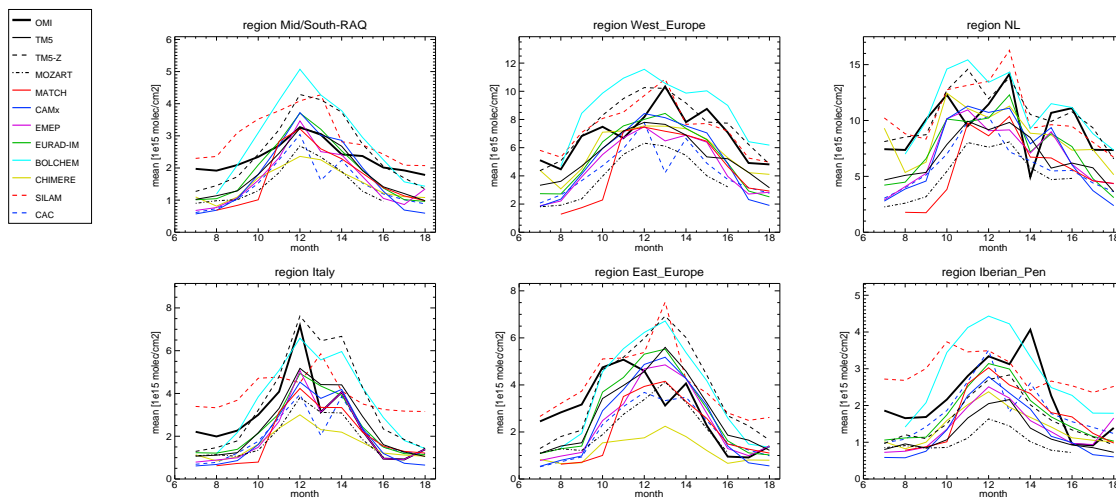 OMI
TM5
TM5-Z
MOZART
MATCH
CAMx
EMEP
EURAD-IM
BOLCHEM
CHIMERE
SILAM
CAC
region Mid/South-RAQ
mean [1e15 molec/cm2]
0 1 2 3 4 5 6
6 8 10 12 14 16 18
month
region West_Europe
mean [1e15 molec/cm2]
0 2 4 6 8 10 12
6 8 10 12 14 16 18
month
region NL
mean [1e15 molec/cm2]
0 5 10 15
6 8 10 12 14 16 18
month
region Italy
mean [1e15 molec/cm2]
0 2 4 6 8
6 8 10 12 14 16 18
month
region East_Europe
mean [1e15 molec/cm2]
0 2 4 6 8
6 8 10 12 14 16 18
month
region Iberian_Pen
mean [1e15 molec/cm2]
0 1 2 3 4 5
6 8 10 12 14 16 18
month